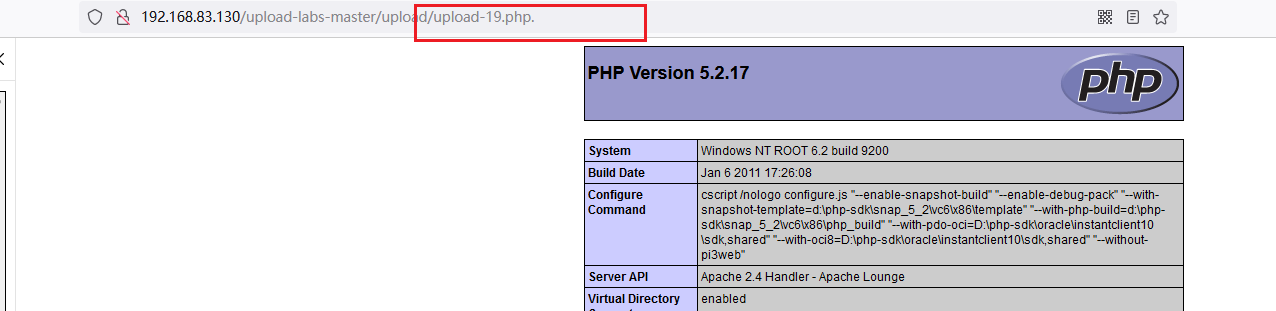 192.168.83.130/upload-labs-master/upload/upload-19.php.
PHP Version 5.2.17
php
System Windows NT ROOT 6.2 build 9200
Build Date Jan 6 2011 17:26:08
Configure Command cscript /nologo configure.js "--enable-snapshot-build" "--enable-debug-pack" "--with-
snapshot-template=d:\php-sdk\snap_5_2\vc6\x86\template" "--with-php-build=d:\php-
sdk\snap_5_2\vc6\x86\php_build" "--with-pdo-oci=D:\php-sdk\oracle\instantclient10
\sdk,shared" "--with-oci8=D:\php-sdk\oracle\instantclient10\sdk,shared" "--without-
pi3web"
Server API Apache 2.4 Handler - Apache Lounge
Virtual Directory enabled